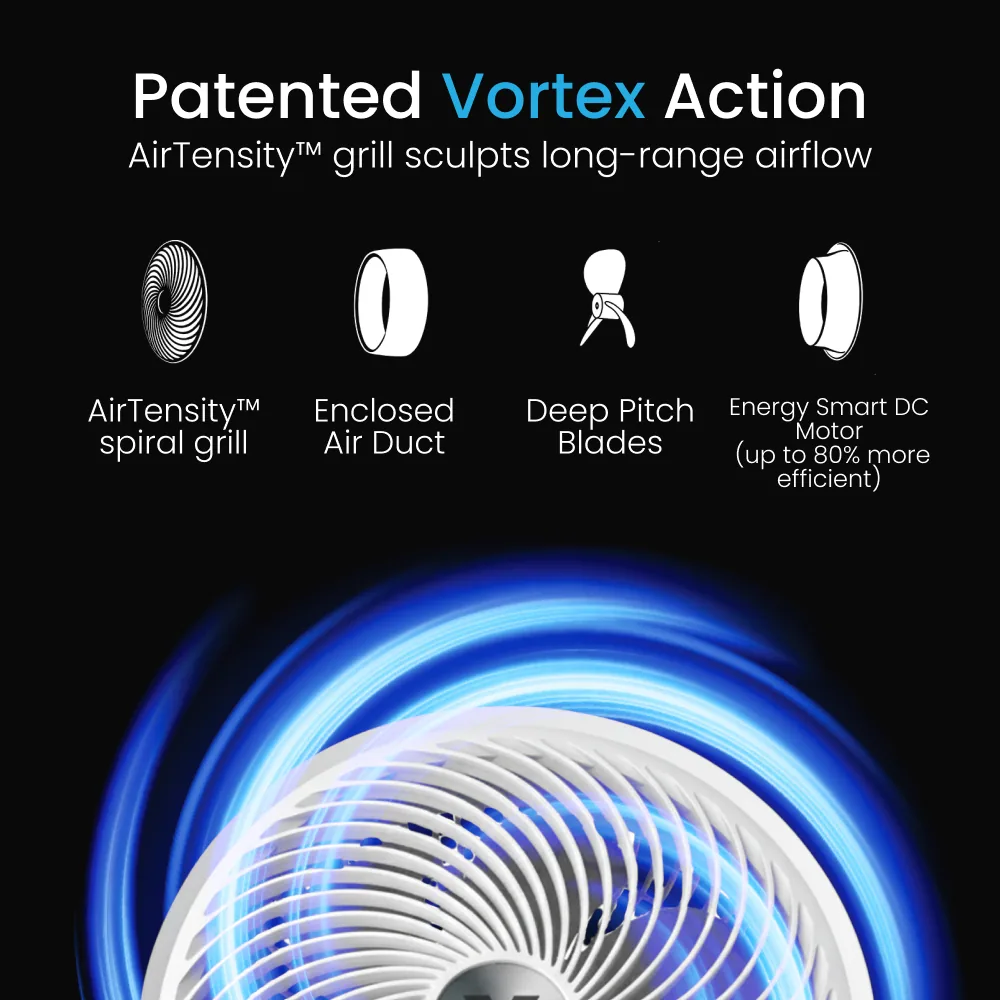 Patented Vortex Action
AirTensity™ grill sculpts long-range airflow
AirTensity™
spiral grill
Enclosed
Air Duct
Deep Pitch
Blades
Energy Smart DC
Motor
(up to 80% more
efficient)